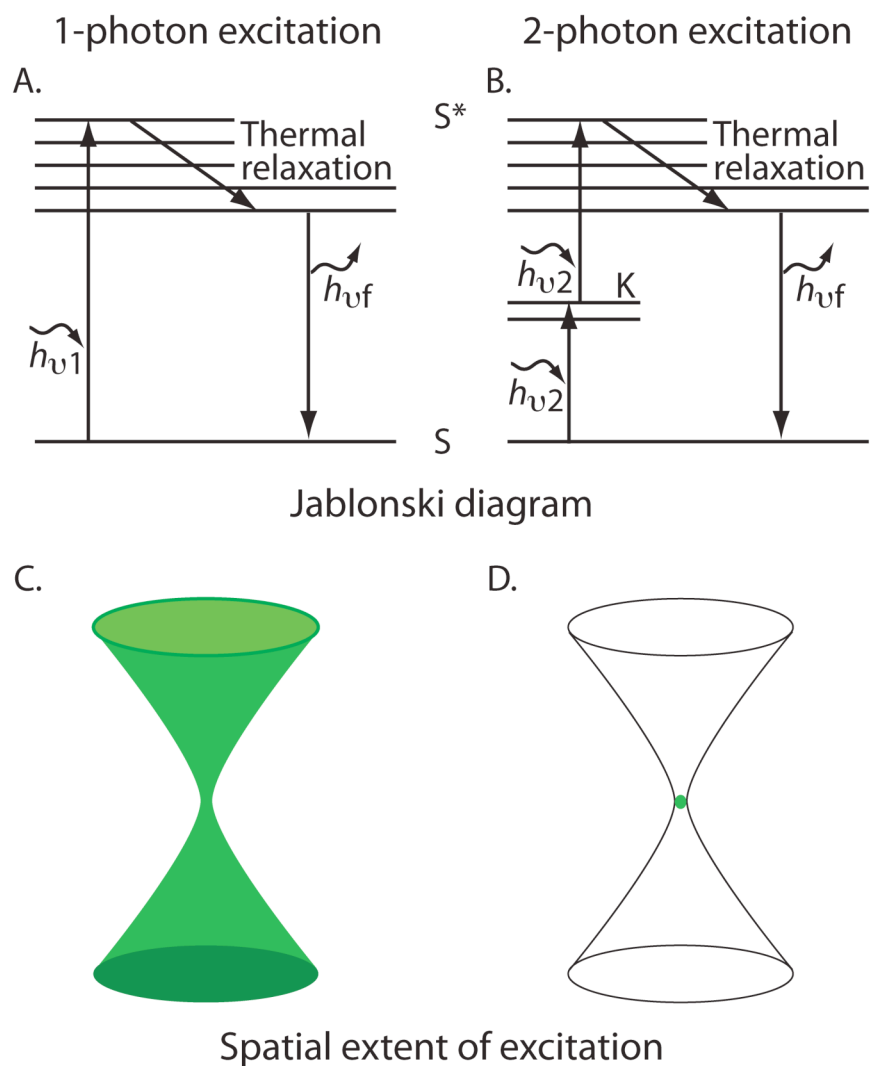 1-photon excitation
2-photon excitation
A.
Thermal
relaxation
hυ1
hυf
S*
S
B.
Thermal
relaxation
hυ2
K
hυ2
hυf
Jablonski diagram
C.
D.
Spatial extent of excitation